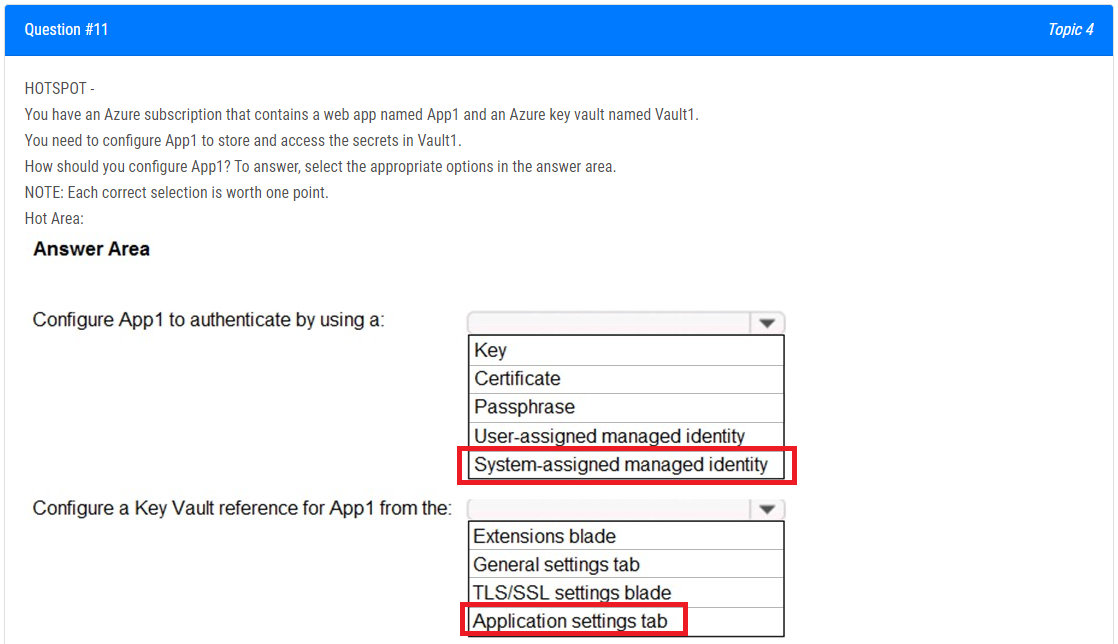 Question #11
Topic 4
HOTSPOT -
You have an Azure subscription that contains a web app named App1 and an Azure key vault named Vault1.
You need to configure App1 to store and access the secrets in Vault1.
How should you configure App1? To answer, select the appropriate options in the answer area.
NOTE: Each correct selection is worth one point.
Hot Area:
Answer Area
Configure App1 to authenticate by using a:
Key
Certificate
Passphrase
User-assigned managed identity
System-assigned managed identity
Configure a Key Vault reference for App1 from the:
Extensions blade
General settings tab
TLS/SSL settings blade
Application settings tab